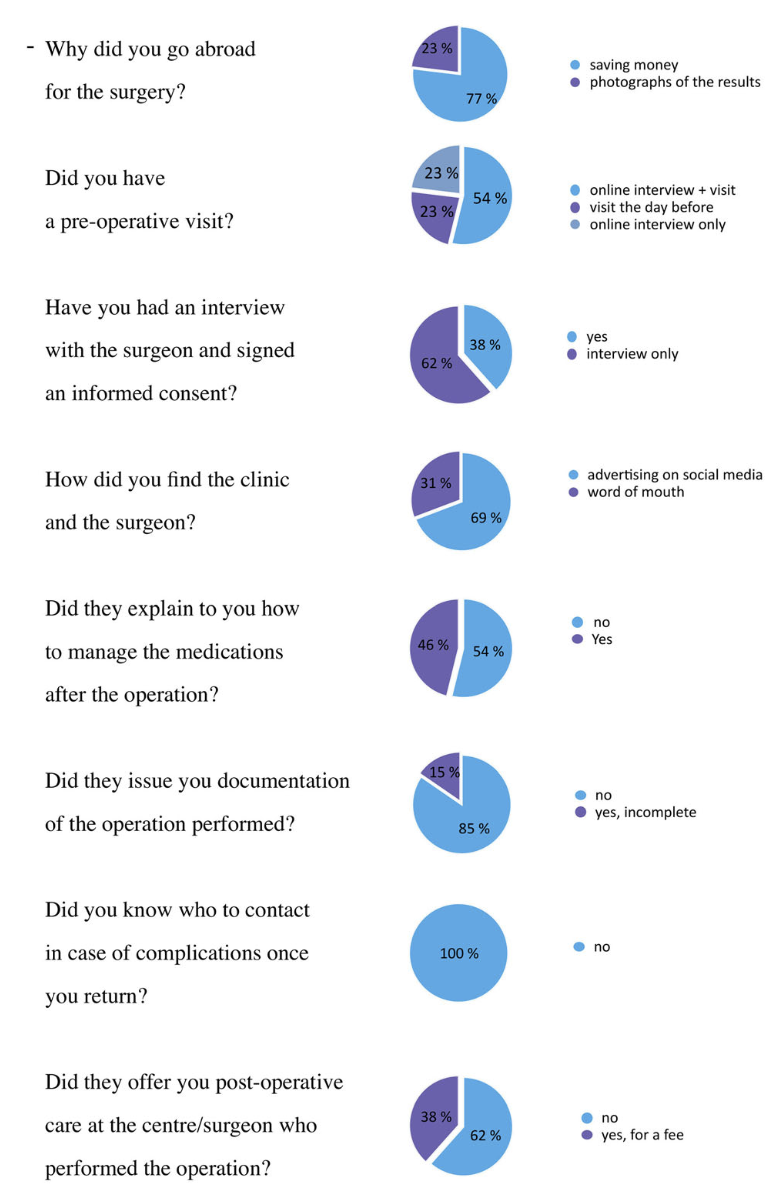 - Why did you go abroad
for the surgery?
23 %
77 %
saving money
photographs of the results
Did you have
a pre-operative visit?
23 %
54 %
23 %
online interview + visit
visit the day before
online interview only
Have you had an interview
with the surgeon and signed
an informed consent?
38 %
62 %
yes
interview only
How did you find the clinic
and the surgeon?
31 %
69 %
advertising on social media
word of mouth
Did they explain to you how
to manage the medications
after the operation?
46 %
54 %
no
Yes
Did they issue you documentation
of the operation performed?
15 %
85 %
no
yes, incomplete
Did you know who to contact
in case of complications once
you return?
100 %
no
Did they offer you post-operative
care at the centre/surgeon who
performed the operation?
38 %
62 %
no
yes, for a fee